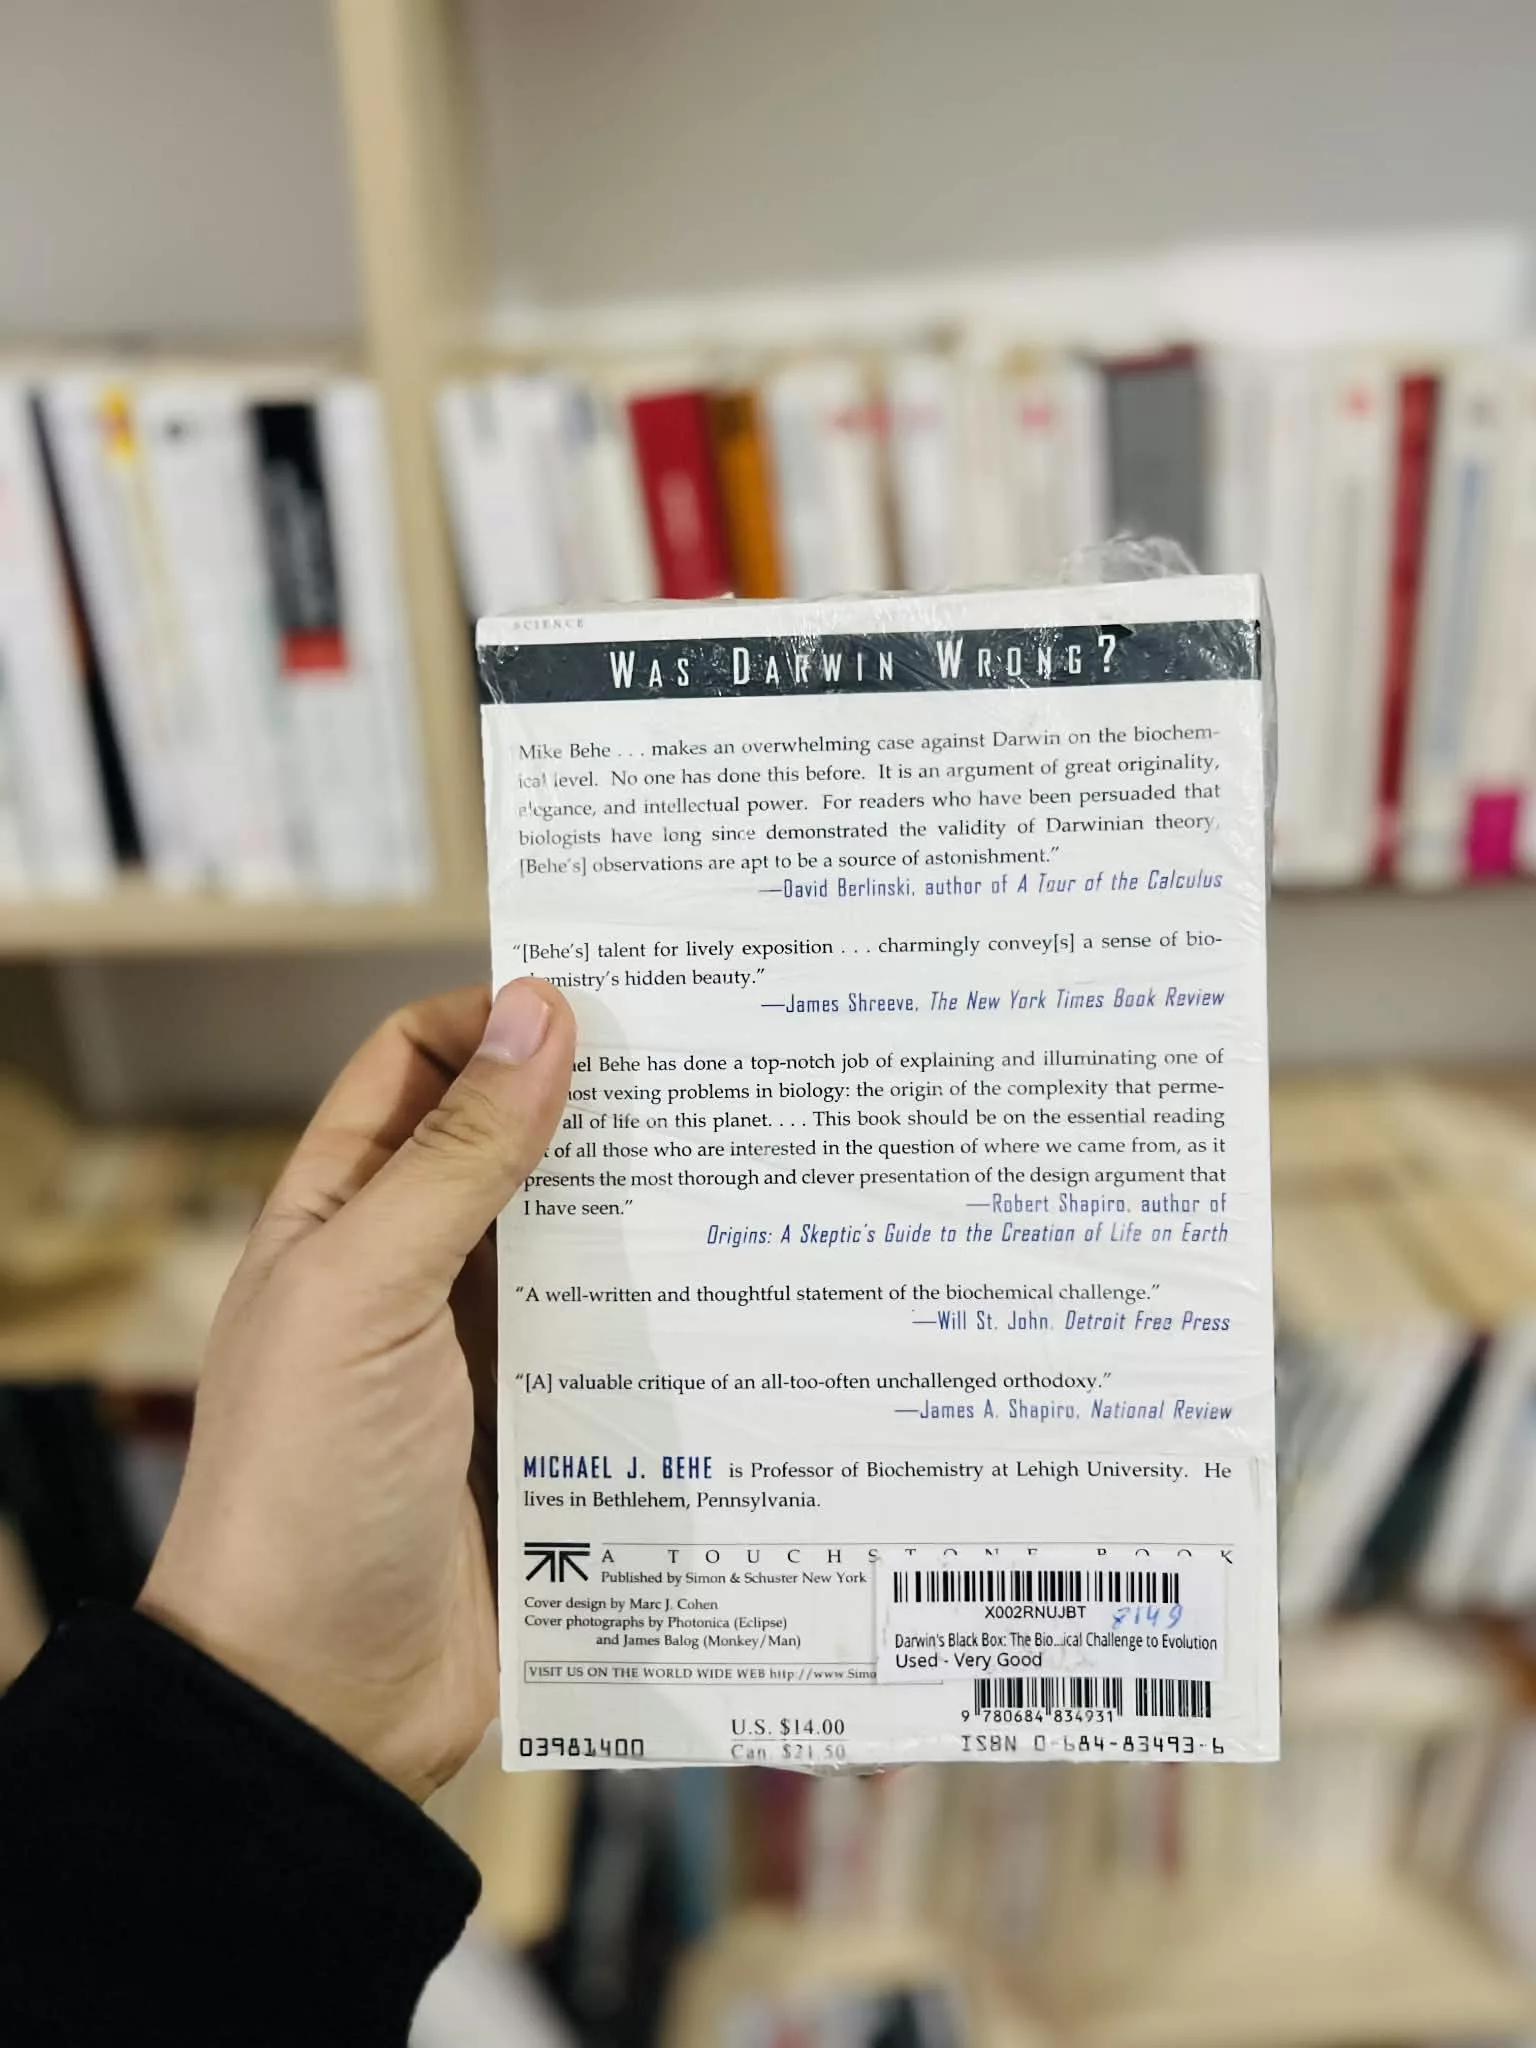 SCIENCE
WAS DARWIN WRONG?
Mike Behe . . . makes an overwhelming case against Darwin on the biochem-
ical level. No one has done this before. It is an argument of great originality,
elegance, and intellectual power. For readers who have been persuaded that
biologists have long since demonstrated the validity of Darwinian theory,
[Behe's] observations are apt to be a source of astonishment."
—David Berlinski, author of A Tour of the Calculus
"[Behe's] talent for lively exposition . . . charmingly convey[s] a sense of bio-
chemistry's hidden beauty."
—James Shreeve, The New York Times Book Review
Behe has done a top-notch job of explaining and illuminating one of
vexing problems in biology: the origin of the complexity that perme-
all of life on this planet. . . . This book should be on the essential reading
of all those who are interested in the question of where we came from, as it
presents the most thorough and clever presentation of the design argument that
I have seen."
—Robert Shapiro, author of
Origins: A Skeptic's Guide to the Creation of Life on Earth
"A well-written and thoughtful statement of the biochemical challenge."
—Will St. John, Detroit Free Press
"[A] valuable critique of an all-too-often unchallenged orthodoxy."
—James A. Shapiro, National Review
MICHAEL J. BEHE is Professor of Biochemistry at Lehigh University. He
lives in Bethlehem, Pennsylvania.
A TOUCHSTONE BOOK
Published by Simon & Schuster New York
Cover design by Marc J. Cohen
Cover photographs by Photonica (Eclipse)
and James Balog (Monkey/Man)
VISIT US ON THE WORLD WIDE WEB http://www.Simo
X002RNUJBT
Darwin's Black Box: The Bio...ical Challenge to Evolution
Used - Very Good
9 780684 834931
U.S. $14.00
Can. $21.50
03981400
ISBN 0-684-83493-6